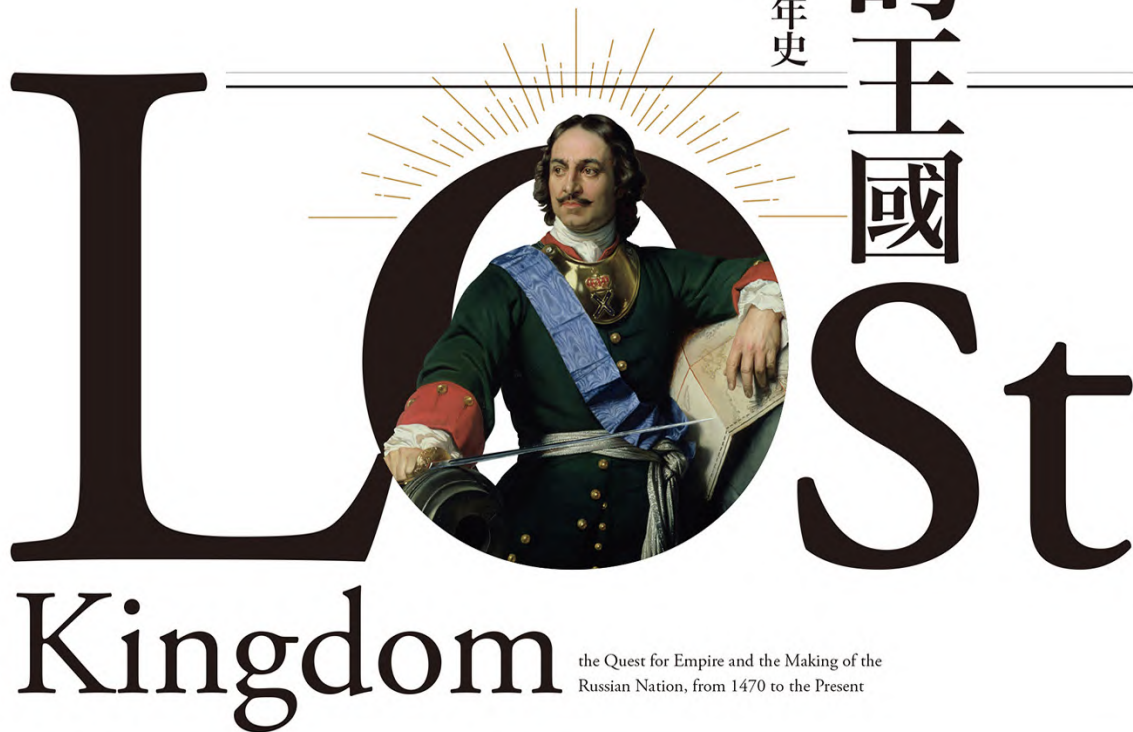 的王國
年史
Lost
Kingdom
the Quest for Empire and the Making of the
Russian Nation, from 1470 to the Present